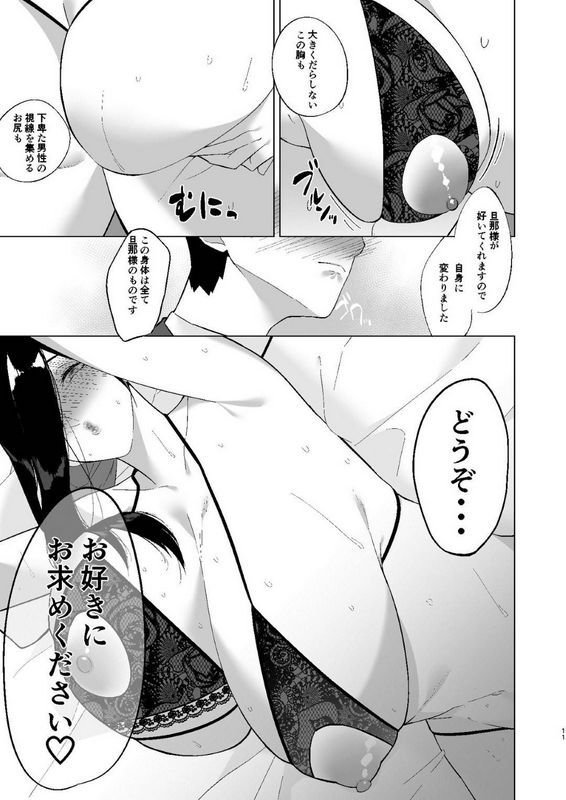 大きくだらしない
この胸も
ブルンッ
下卑た男性の
視線を集める
お尻も
むにっ
旦那様が
好いてくれますので
自身に
変わりました
この身体は全て
旦那様のものです
どうぞ・・・
お好きに
お求めください♡
11